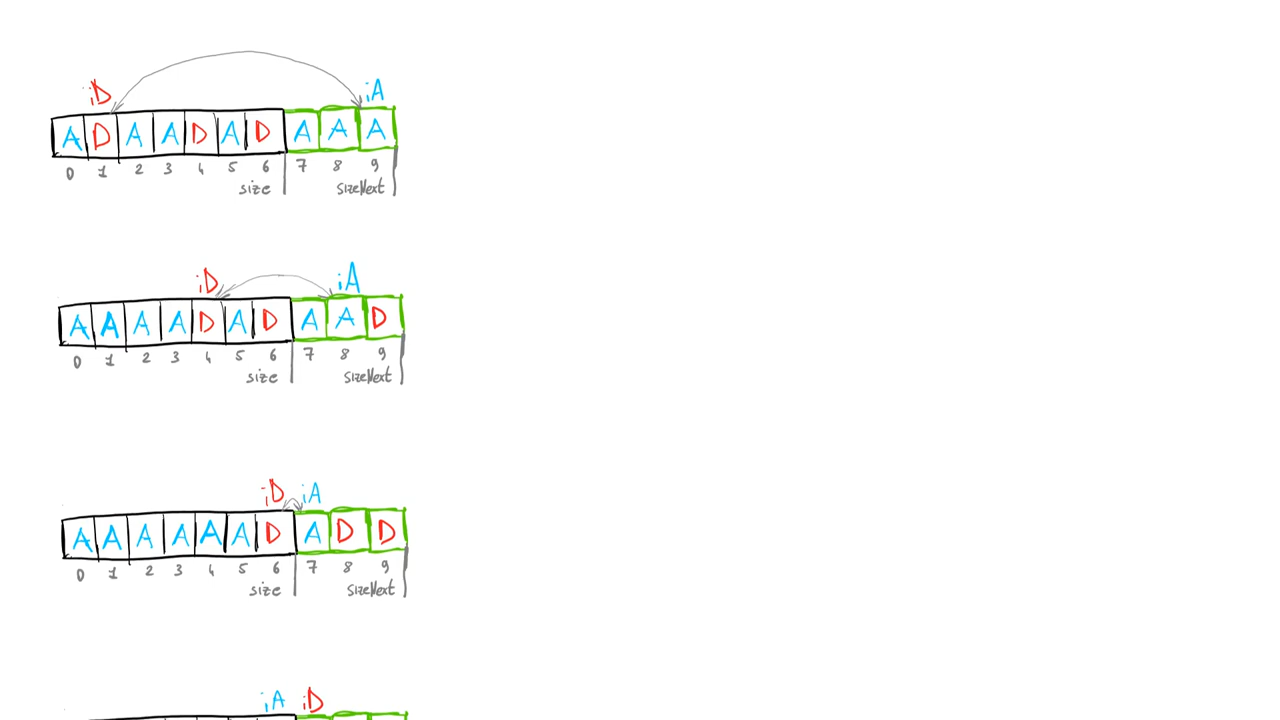 iD iA
A D A A D A D A A A
0 1 2 3 4 5 6 7 8 9
size sizeNext
iD iA
A A A A D A D A A D
0 1 2 3 4 5 6 7 8 9
size sizeNext
iD iA
A A A A A A D A D D
0 1 2 3 4 5 6 7 8 9
size sizeNext
iA iD